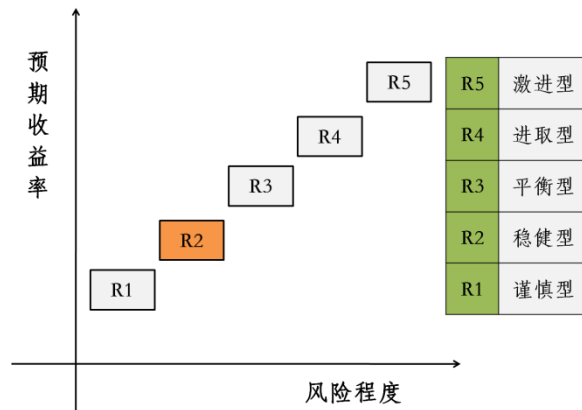 预期收益率
R5
R4
R3
R2
R1
风险程度
R5 激进型
R4 进取型
R3 平衡型
R2 稳健型
R1 谨慎型